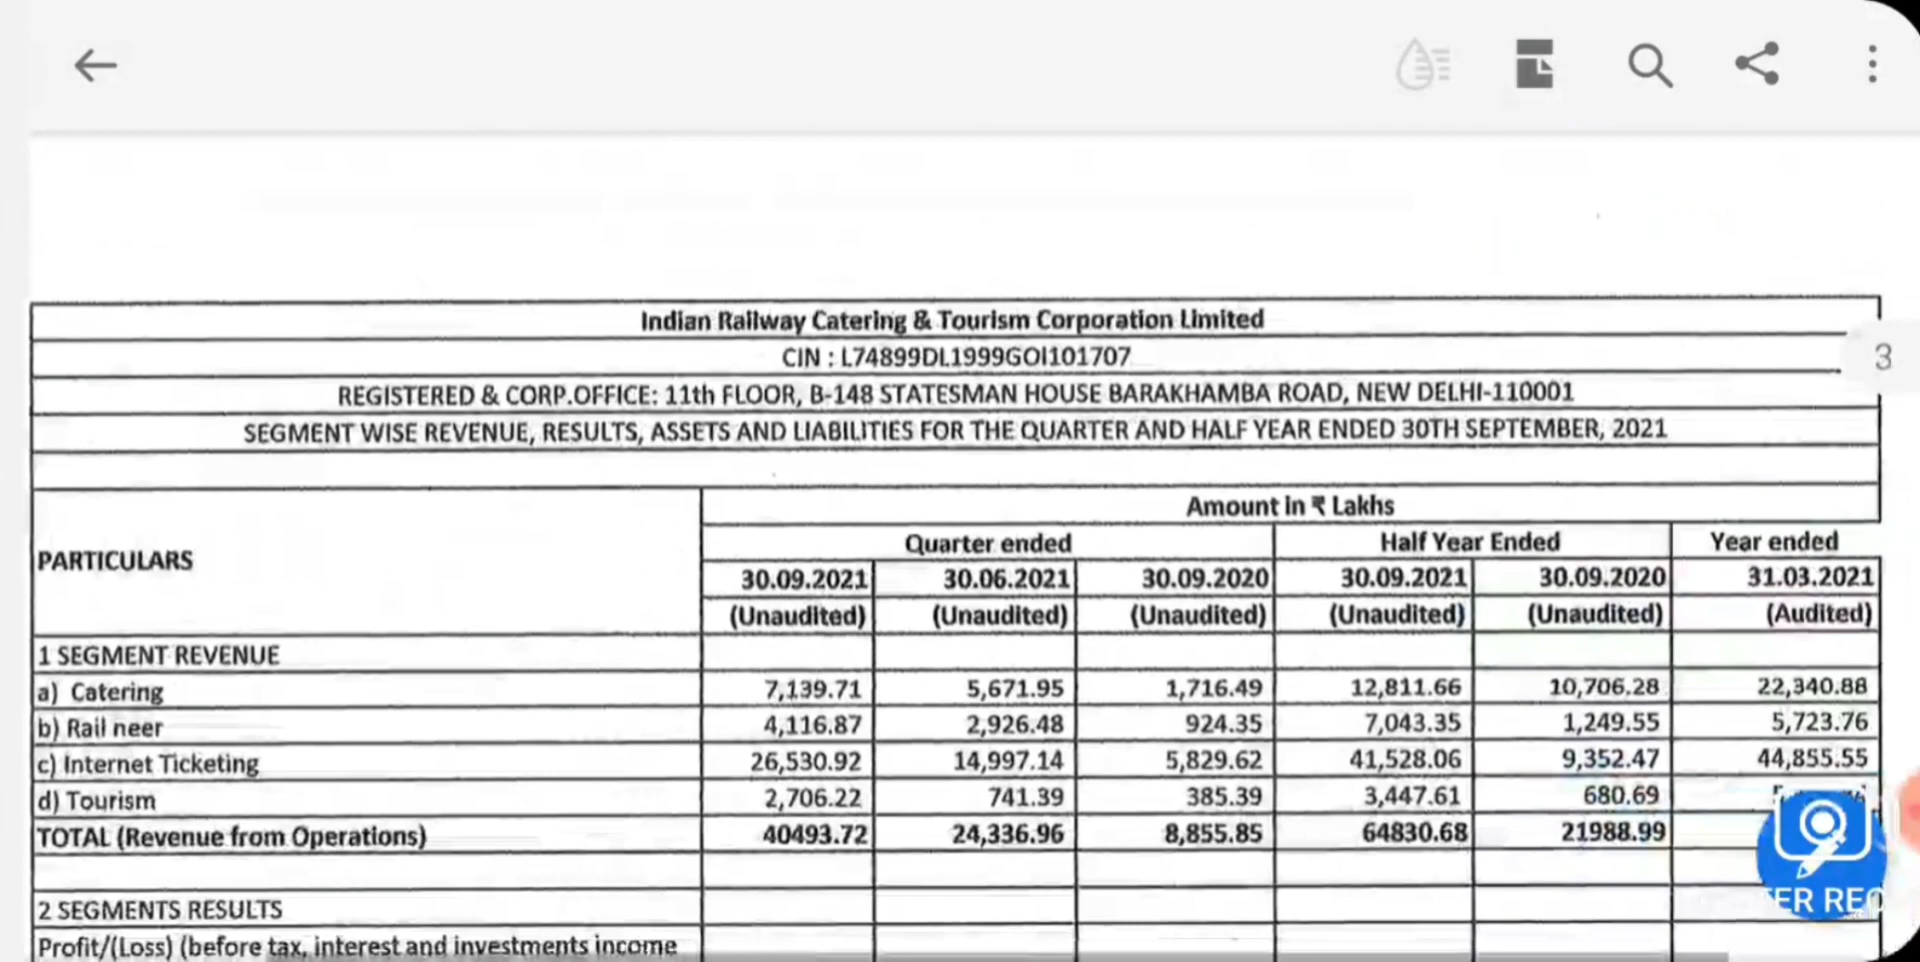 3
Indian Railway Catering & Tourism Corporation Limited
CIN : L74899DL1999GOI101707
REGISTERED & CORP.OFFICE: 11th FLOOR, B-148 STATESMAN HOUSE BARAKHAMBA ROAD, NEW DELHI-110001
SEGMENT WISE REVENUE, RESULTS, ASSETS AND LIABILITIES FOR THE QUARTER AND HALF YEAR ENDED 30TH SEPTEMBER, 2021
Amount in ₹ Lakhs
PARTICULARS Quarter ended Half Year Ended Year ended
30.09.2021 30.06.2021 30.09.2020 30.09.2021 30.09.2020 31.03.2021
(Unaudited) (Unaudited) (Unaudited) (Unaudited) (Unaudited) (Audited)
1 SEGMENT REVENUE
a) Catering 7,139.71 5,671.95 1,716.49 12,811.66 10,706.28 22,340.88
b) Rail neer 4,116.87 2,926.48 924.35 7,043.35 1,249.55 5,723.76
c) Internet Ticketing 26,530.92 14,997.14 5,829.62 41,528.06 9,352.47 44,855.55
d) Tourism 2,706.22 741.39 385.39 3,447.61 680.69
TOTAL (Revenue from Operations) 40493.72 24,336.96 8,855.85 64830.68 21988.99
2 SEGMENTS RESULTS
Profit/(Loss) (before tax, interest and investments income